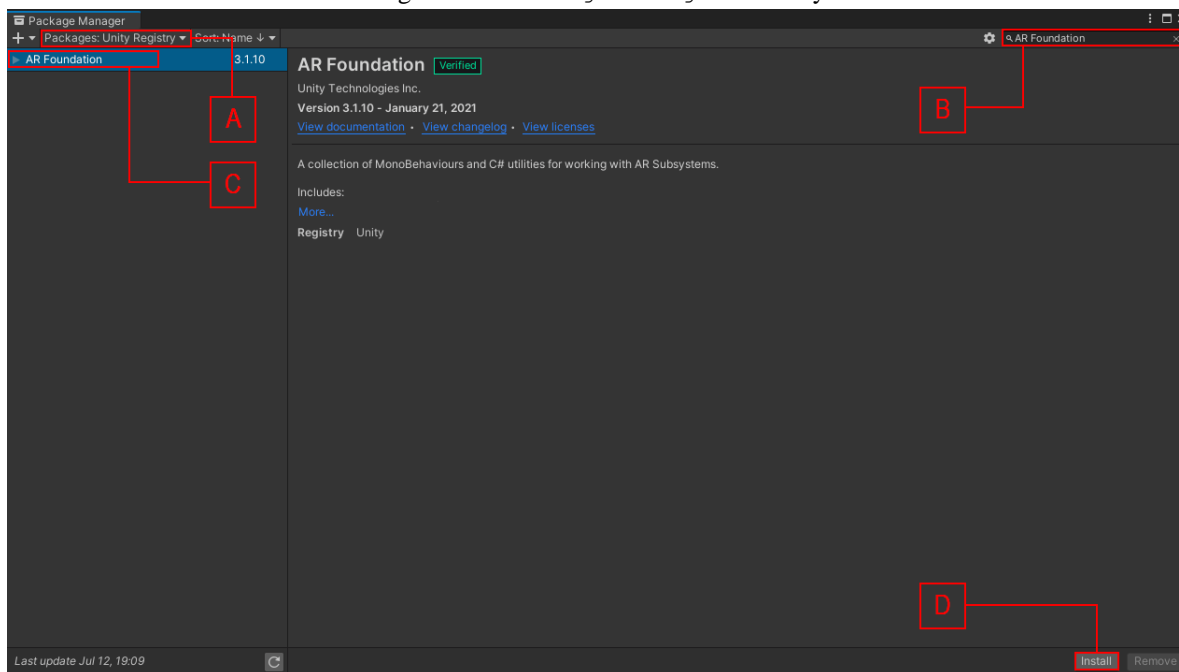 Package Manager
Packages: Unity Registry Sort: Name ↓
AR Foundation
AR Foundation 3.1.10
AR Foundation Verified
Unity Technologies Inc.
Version 3.1.10 - January 21, 2021
View documentation • View changelog • View licenses
A
B
A collection of MonoBehaviours and C# utilities for working with AR Subsystems.
C
Includes:
More...
Registry Unity
D
Last update Jul 12, 19:09
Install Remove